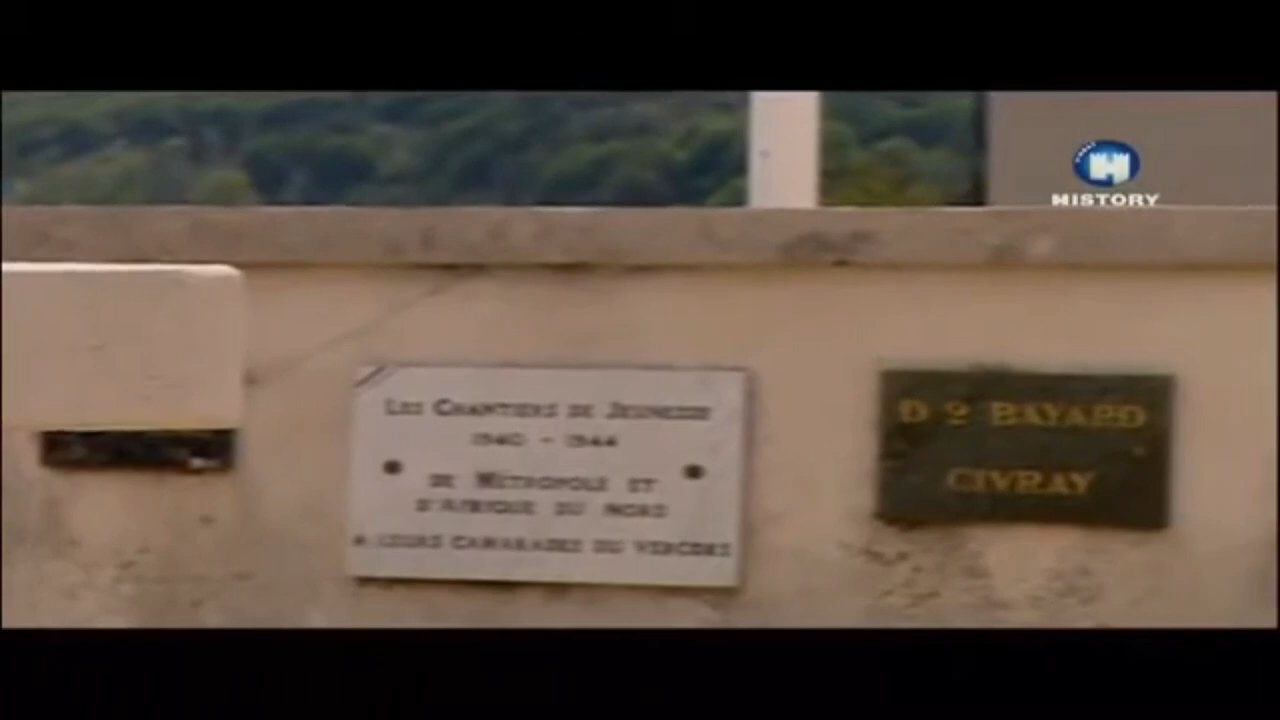 HISTORY
LES CHANTIERS DE JEUNESSE
1940 - 1944
DE MÉTROPOLE ET
D'AFRIQUE DU NORD
A LEURS CAMARADES DU VERCORS
D 2 BAYARD
CIVRAY